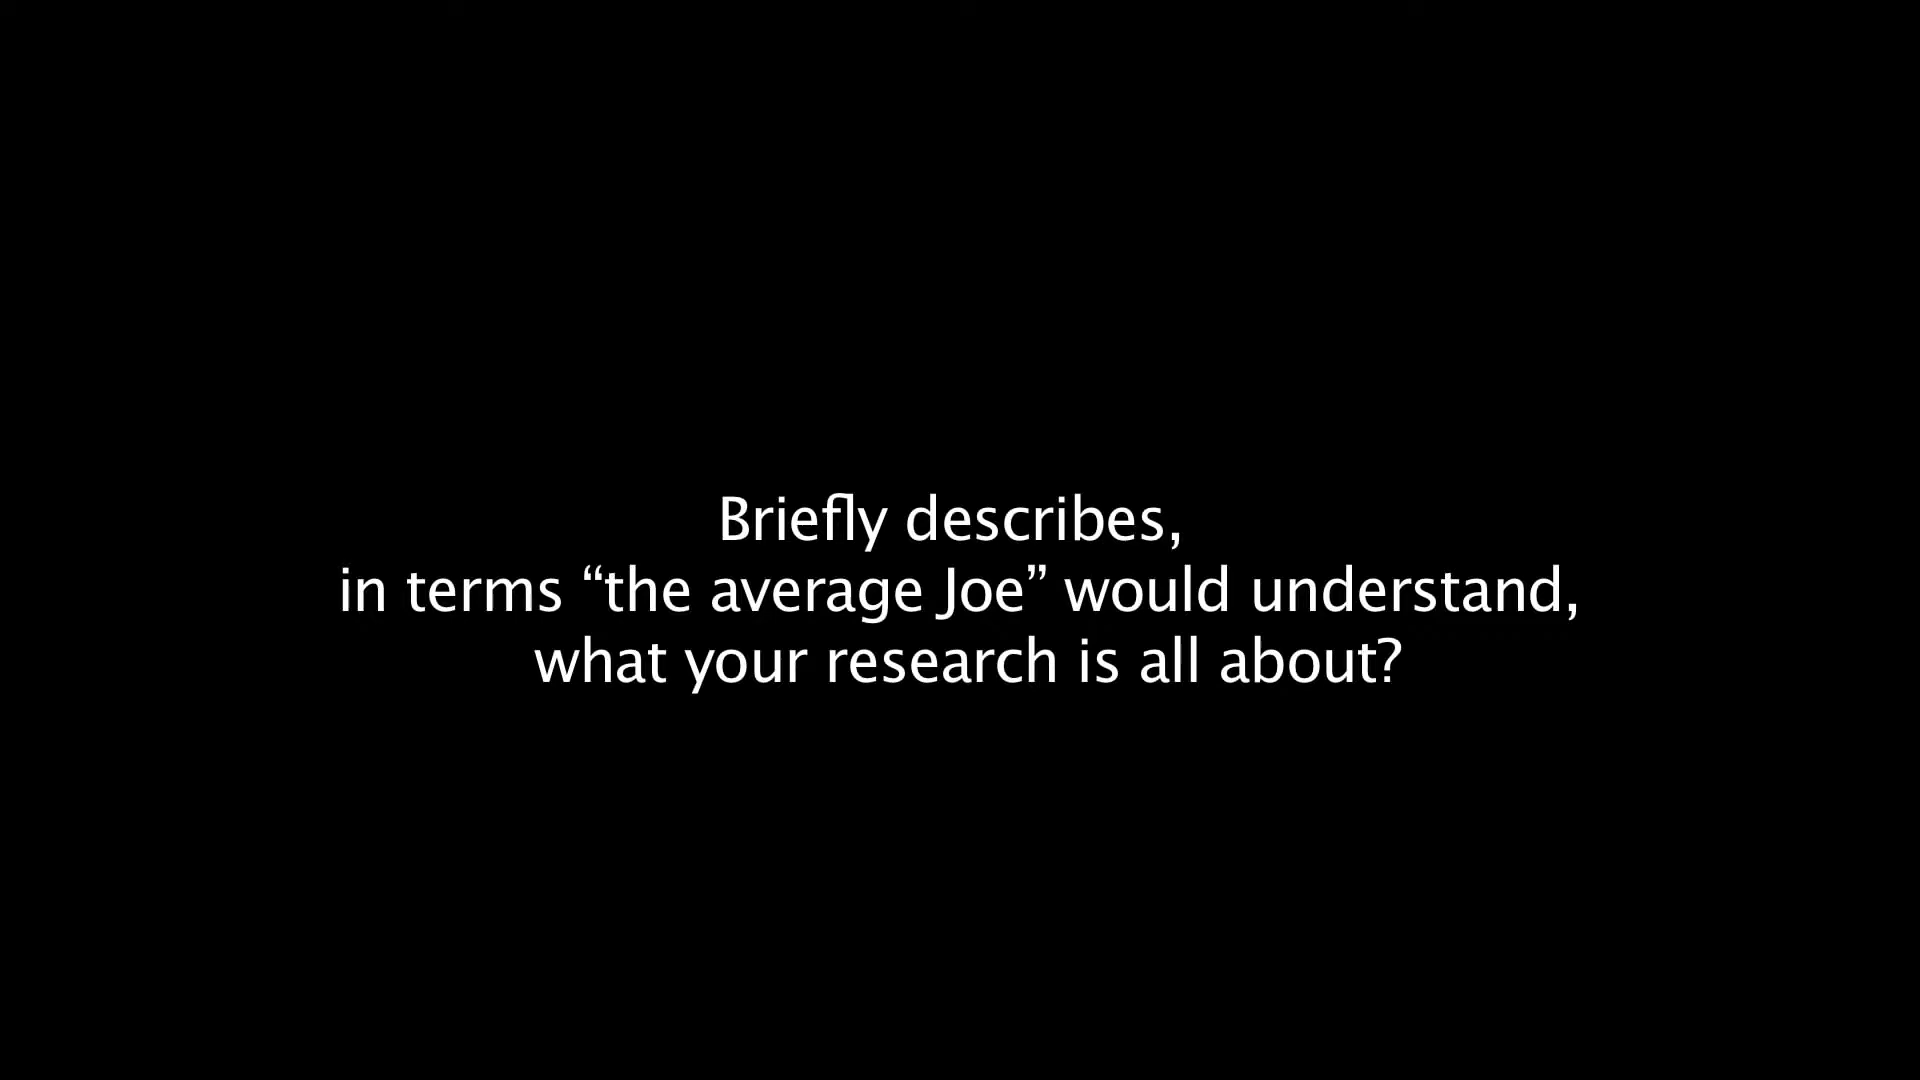 Briefly describes,
in terms “the average Joe” would understand,
what your research is all about?